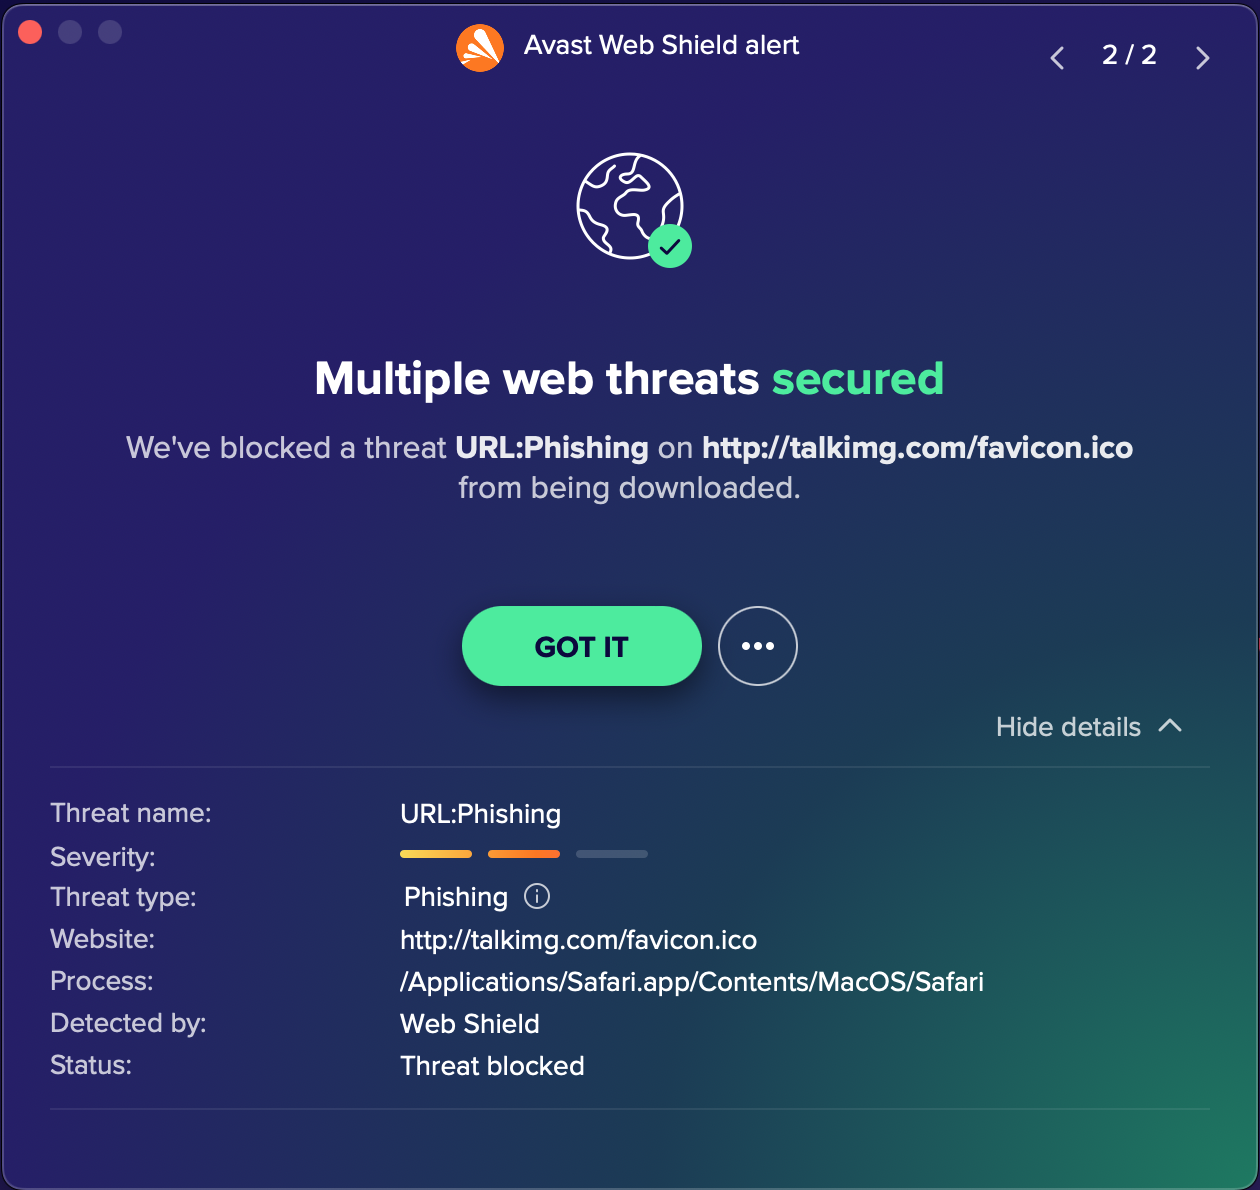 Avast Web Shield alert
2 / 2
Multiple web threats secured
We've blocked a threat URL:Phishing on http://talkimg.com/favicon.ico
from being downloaded.
GOT IT
Hide details
Threat name: URL:Phishing
Severity:
Threat type: Phishing
Website: http://talkimg.com/favicon.ico
Process: /Applications/Safari.app/Contents/MacOS/Safari
Detected by: Web Shield
Status: Threat blocked